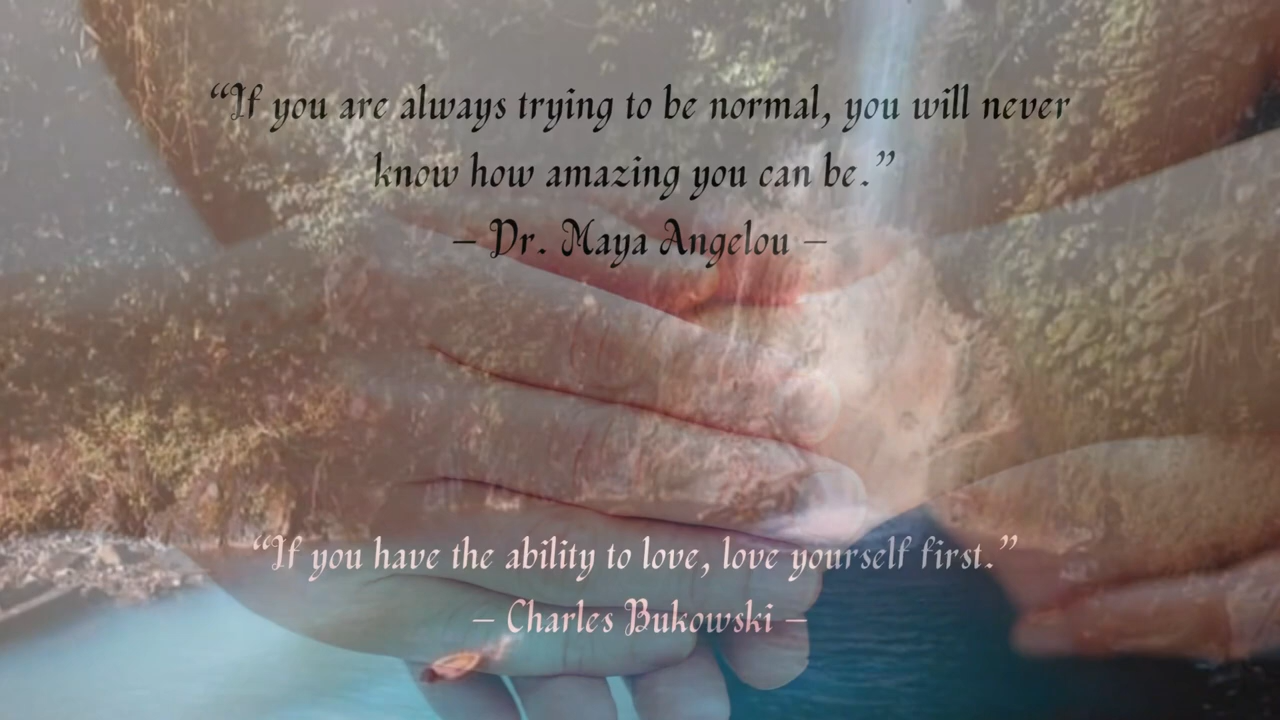 “If you are always trying to be normal, you will never
know how amazing you can be.”
– Dr. Maya Angelou –
“If you have the ability to love, love yourself first.”
– Charles Bukowski –